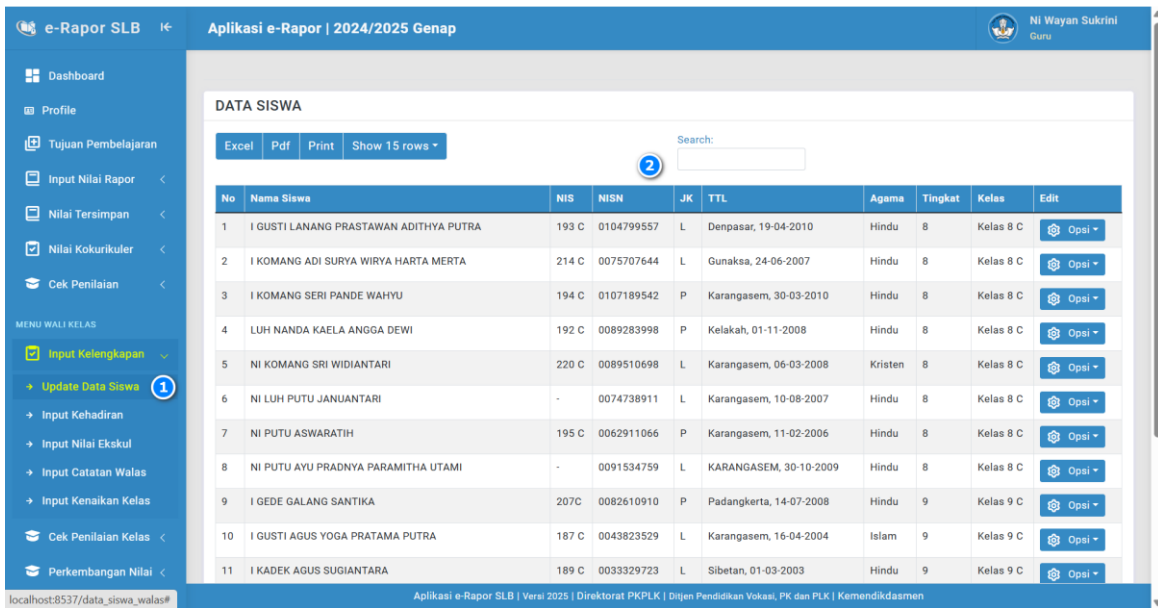 e-Rapor SLB
Aplikasi e-Rapor | 2024/2025 Genap
Ni Wayan Sukrini
Guru
Dashboard
Profile
Tujuan Pembelajaran
Input Nilai Rapor
Nilai Tersimpan
Nilai Kokurikuler
Cek Penilaian
MENU WALI KELAS
Input Kelengkapan
Update Data Siswa 1
Input Kehadiran
Input Nilai Ekskul
Input Catatan Walas
Input Kenaikan Kelas
Cek Penilaian Kelas
Perkembangan Nilai
localhost:8537/data_siswa_walas#
DATA SISWA
Excel Pdf Print Show 15 rows
Search:
2
No Nama Siswa NIS NISN JK TTL Agama Tingkat Kelas Edit
1 I GUSTI LANANG PRASTAWAN ADITHYA PUTRA 193 C 0104799557 L Denpasar, 19-04-2010 Hindu 8 Kelas 8 C Opsi
2 I KOMANG ADI SURYA WIRYA HARTA MERTA 214 C 0075707644 L Gunaksa, 24-06-2007 Hindu 8 Kelas 8 C Opsi
3 I KOMANG SERI PANDE WAHYU 194 C 0107189542 P Karangasem, 30-03-2010 Hindu 8 Kelas 8 C Opsi
4 LUH NANDA KAELA ANGGA DEWI 192 C 0089283998 P Kelakah, 01-11-2008 Hindu 8 Kelas 8 C Opsi
5 NI KOMANG SRI WIDIANTARI 220 C 0089510698 L Karangasem, 06-03-2008 Kristen 8 Kelas 8 C Opsi
6 NI LUH PUTU JANUANTARI - 0074738911 L Karangasem, 10-08-2007 Hindu 8 Kelas 8 C Opsi
7 NI PUTU ASWARATIH 195 C 0062911066 P Karangasem, 11-02-2006 Hindu 8 Kelas 8 C Opsi
8 NI PUTU AYU PRADNYA PARAMITHA UTAMI - 0091534759 L KARANGASEM, 30-10-2009 Hindu 8 Kelas 8 C Opsi
9 I GEDE GALANG SANTIKA 207C 0082610910 P Padangkerta, 14-07-2008 Hindu 9 Kelas 9 C Opsi
10 I GUSTI AGUS YOGA PRATAMA PUTRA 187 C 0043823529 L Karangasem, 16-04-2004 Islam 9 Kelas 9 C Opsi
11 I KADEK AGUS SUGIANTARA 189 C 0033329723 L Sibetan, 01-03-2003 Hindu 9 Kelas 9 C Opsi
Aplikasi e-Rapor SLB | Versi 2025 | Direktorat PKPLK | Ditjen Pendidikan Vokasi, PK dan PLK | Kemendikdasmen